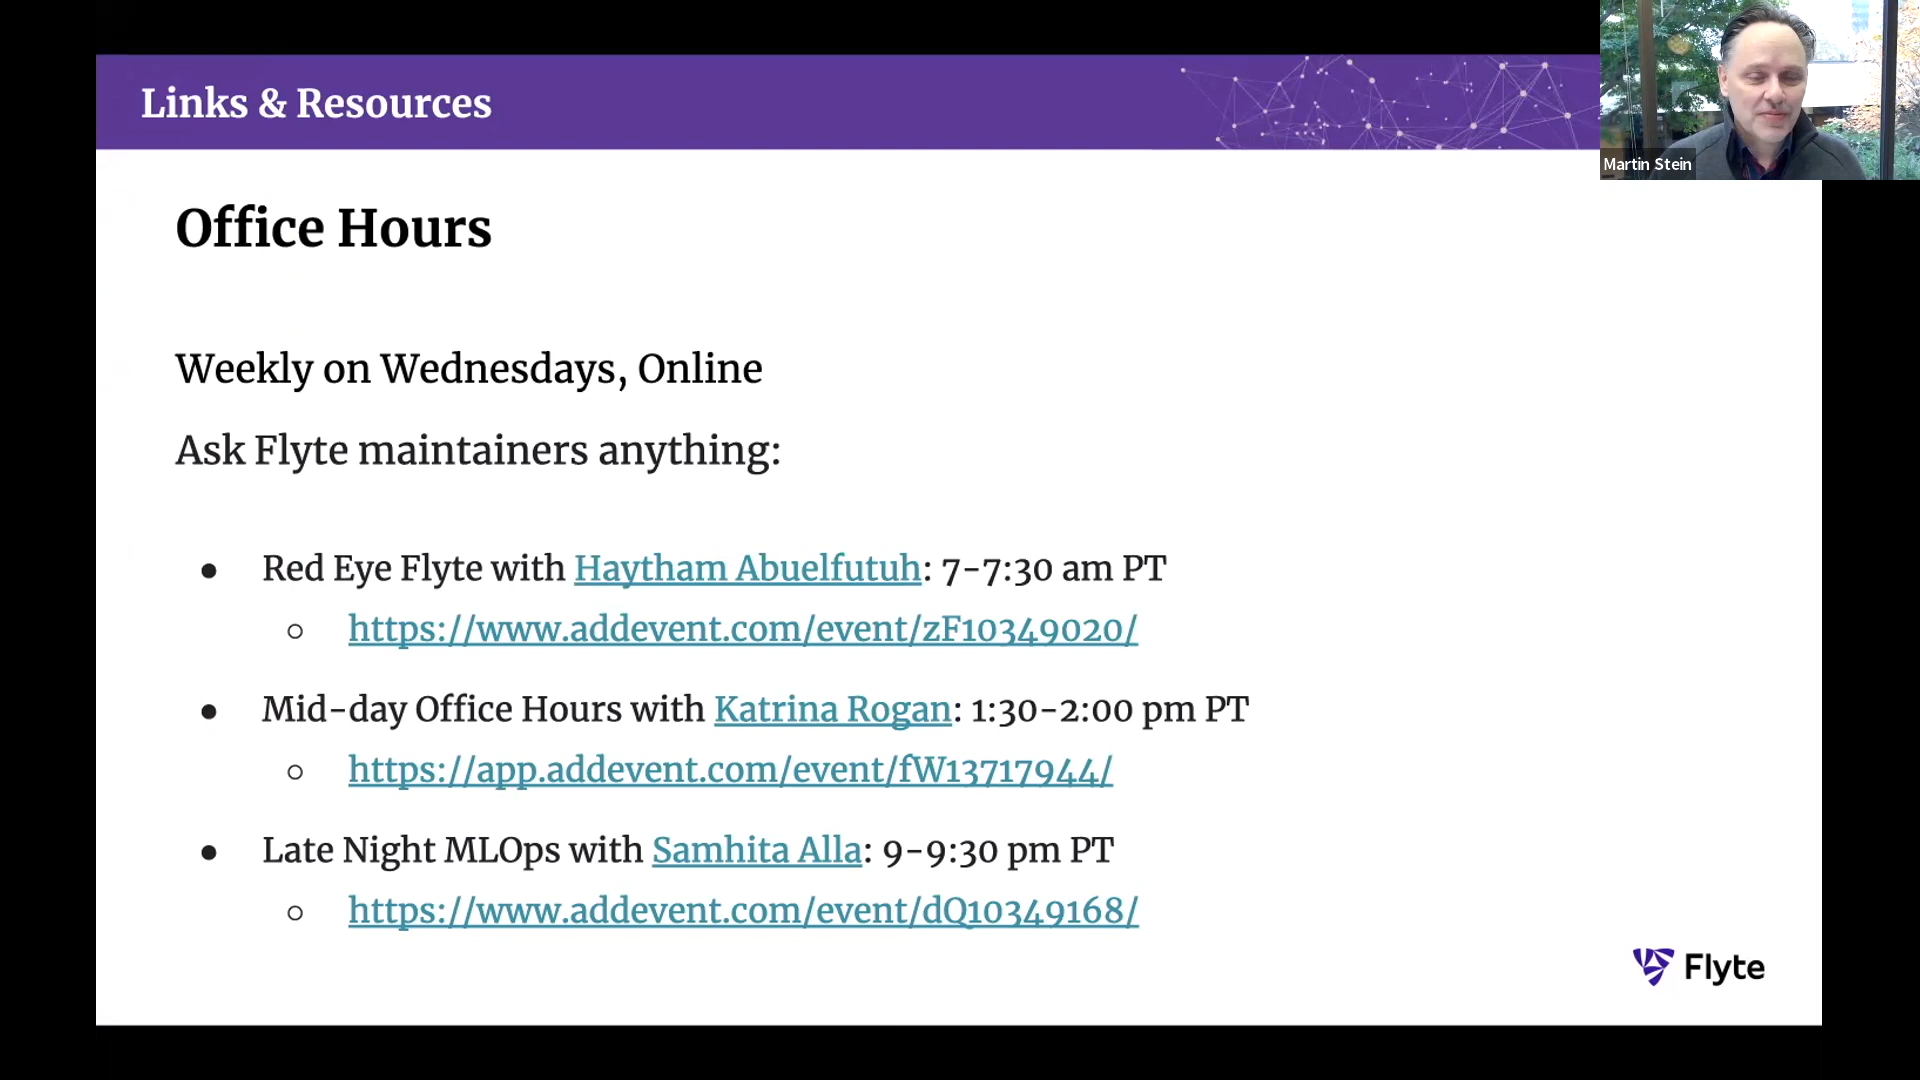 Links & Resources
Martin Stein
Office Hours
Weekly on Wednesdays, Online
Ask Flyte maintainers anything:
● Red Eye Flyte with Haytham Abuelfutuh: 7-7:30 am PT
○ https://www.addevent.com/event/zF10349020/
● Mid-day Office Hours with Katrina Rogan: 1:30-2:00 pm PT
○ https://app.addevent.com/event/fW13717944/
● Late Night MLOps with Samhita Alla: 9-9:30 pm PT
○ https://www.addevent.com/event/dQ10349168/
Flyte